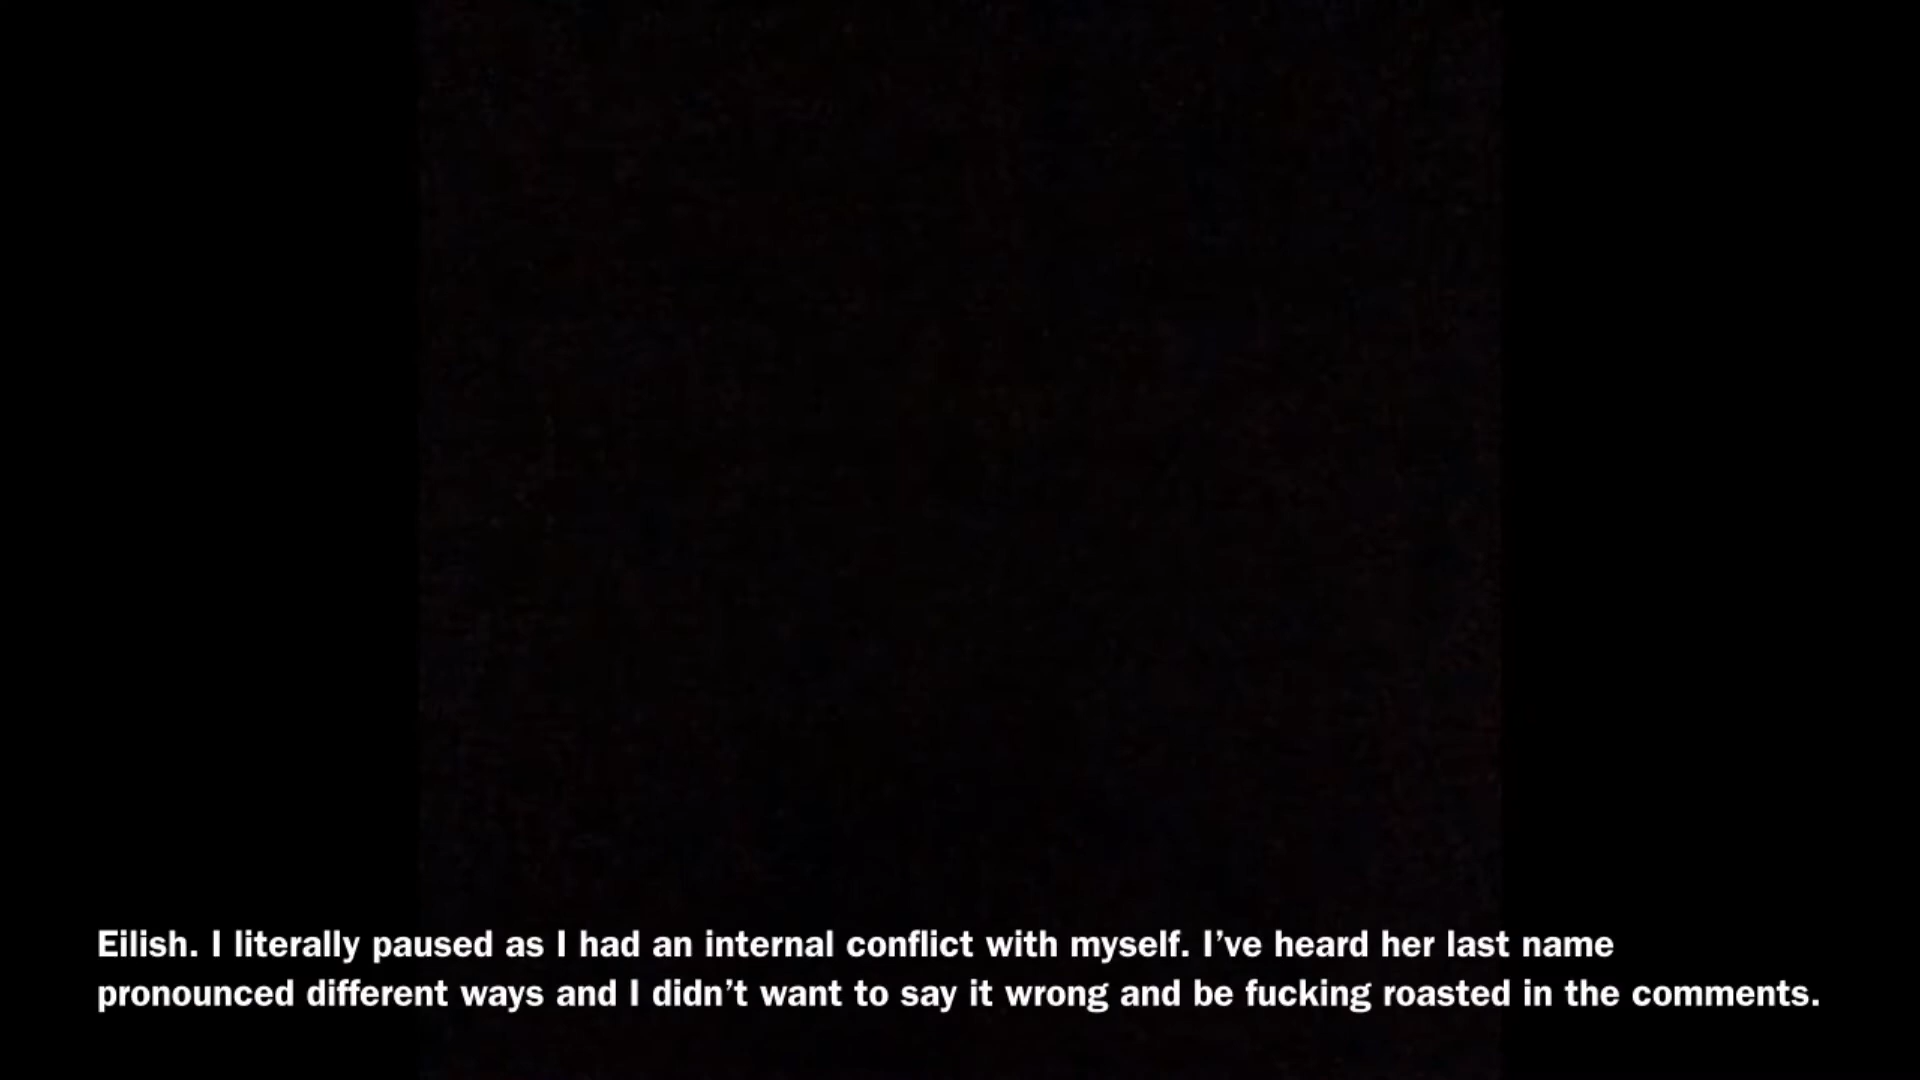 Eilish. I literally paused as I had an internal conflict with myself. I’ve heard her last name
pronounced different ways and I didn’t want to say it wrong and be fucking roasted in the comments.